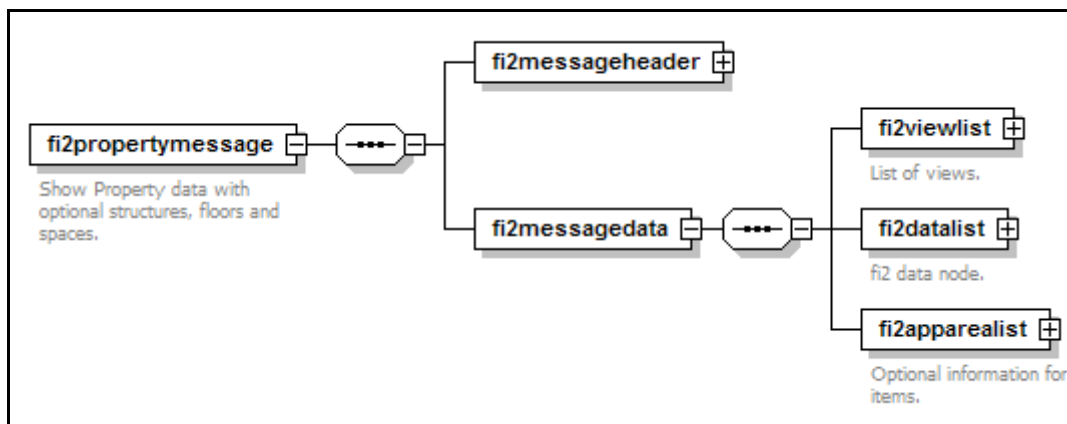 fi2messageheader
fi2propertymessage
Show Property data with
optional structures, floors and
spaces.
fi2messagedata
fi2viewlist
List of views.
fi2datalist
fi2 data node.
fi2apparealist
Optional information for
items.